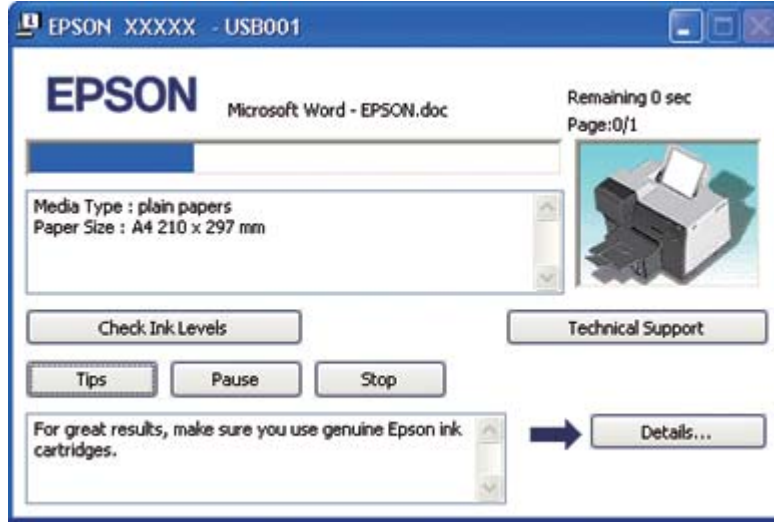 EPSON XXXXX - USB001
EPSON
Microsoft Word - EPSON.doc
Remaining 0 sec
Page:0/1
Media Type : plain papers
Paper Size : A4 210 x 297 mm
Check Ink Levels
Technical Support
Tips
Pause
Stop
For great results, make sure you use genuine Epson ink
cartridges.
Details...